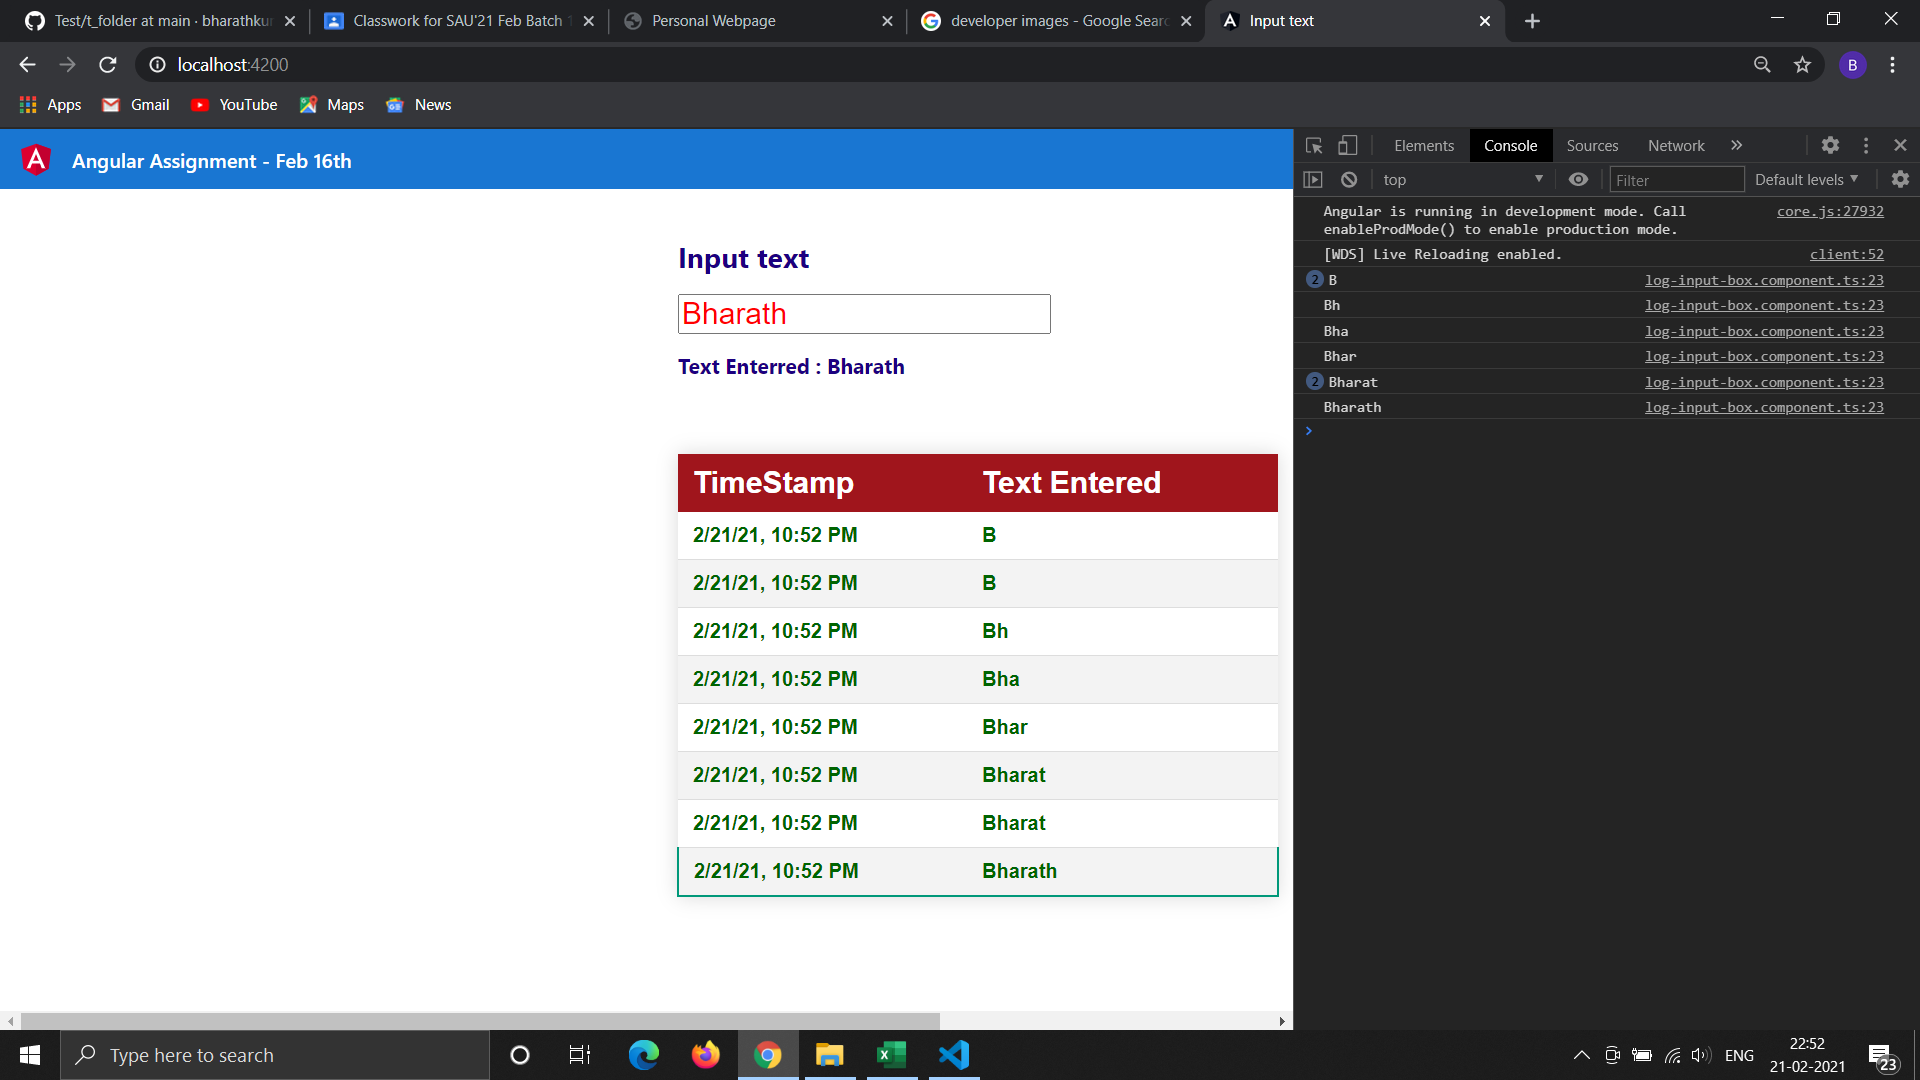 Test/t_folder at main · bharathkur
Classwork for SAU'21 Feb Batch 1
Personal Webpage
developer images - Google Searc
Input text
localhost:4200
B
Apps
Gmail
YouTube
Maps
News
Angular Assignment - Feb 16th
Input text
Bharath
Text Enterred : Bharath
TimeStamp Text Entered
2/21/21, 10:52 PM B
2/21/21, 10:52 PM B
2/21/21, 10:52 PM Bh
2/21/21, 10:52 PM Bha
2/21/21, 10:52 PM Bhar
2/21/21, 10:52 PM Bharat
2/21/21, 10:52 PM Bharat
2/21/21, 10:52 PM Bharath
Elements Console Sources Network »
top Filter Default levels
Angular is running in development mode. Call core.js:27932
enableProdMode() to enable production mode.
[WDS] Live Reloading enabled. client:52
2 B log-input-box.component.ts:23
Bh log-input-box.component.ts:23
Bha log-input-box.component.ts:23
Bhar log-input-box.component.ts:23
2 Bharat log-input-box.component.ts:23
Bharath log-input-box.component.ts:23
Type here to search
ENG
22:52
21-02-2021
23